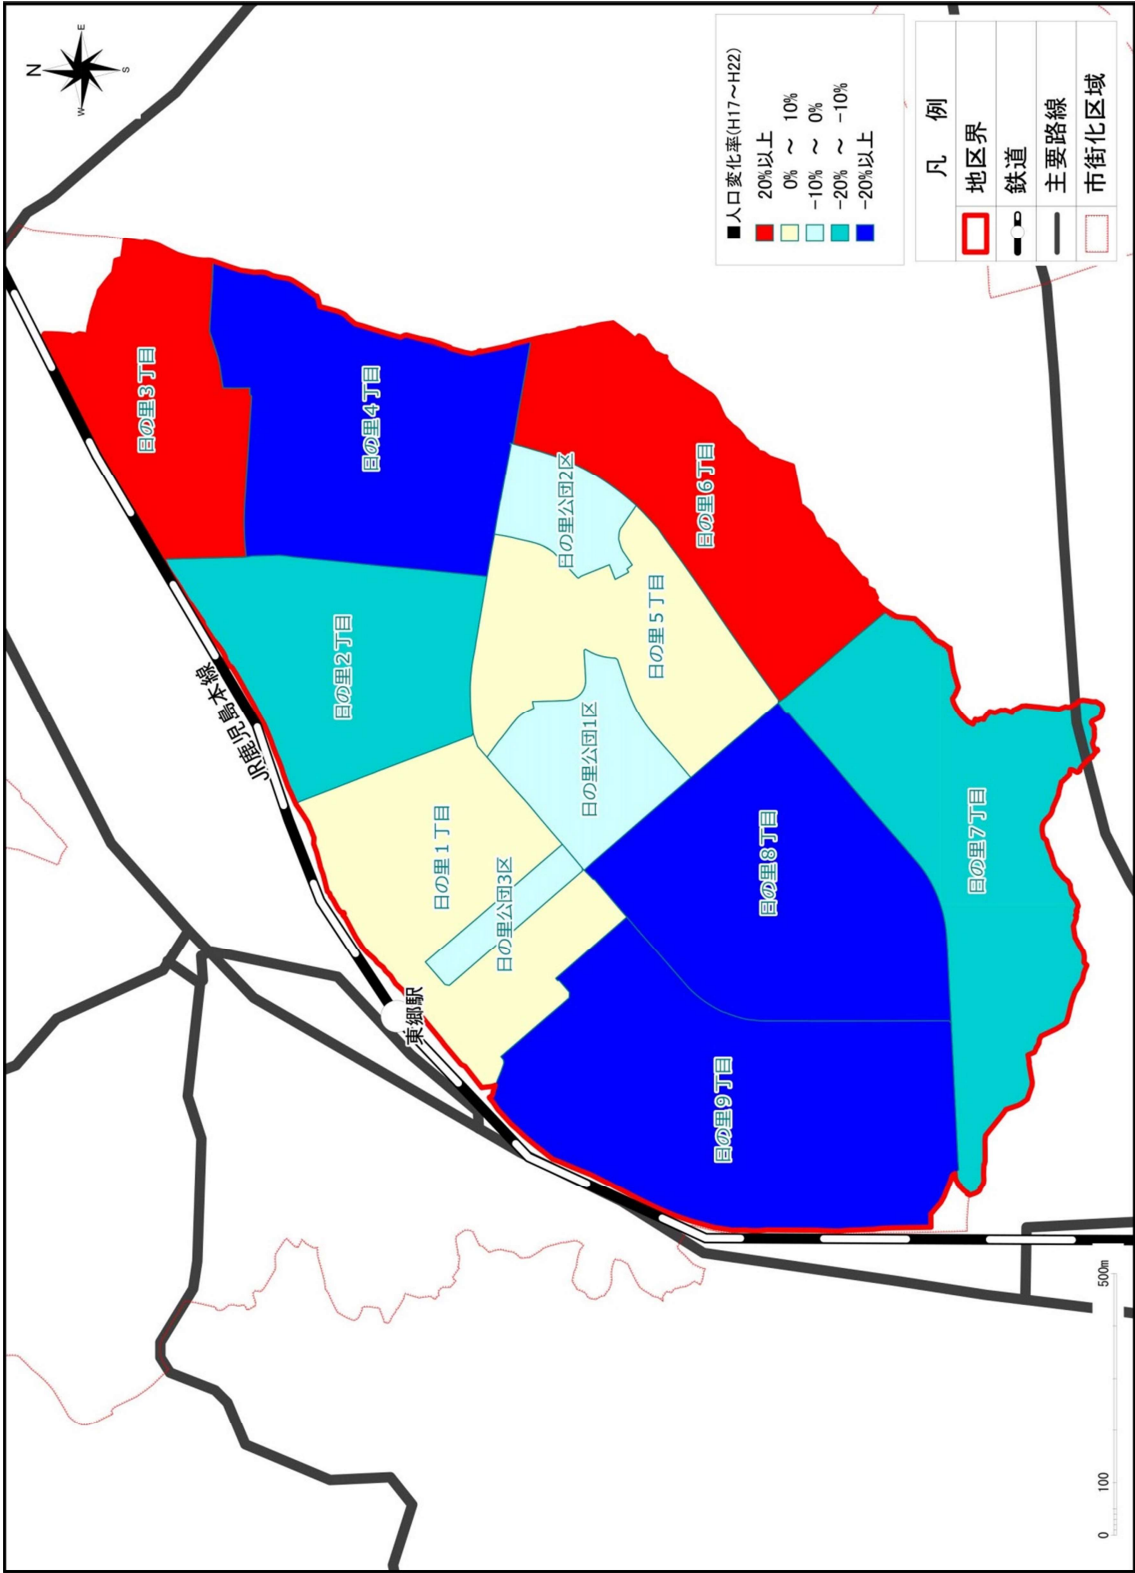 N
E
S
W
■人口変化率(H17～H22)
20%以上
0% ～ 10%
-10% ～ 0%
-20% ～ -10%
-20%以上
凡 例
地区界
鉄道
主要路線
市街化区域
日の里3丁目
日の里4丁目
日の里2丁目
JR鹿児島本線
日の里公団2区
日の里6丁目
日の里5丁目
日の里公団1区
日の里1丁目
日の里公団3区
東郷駅
日の里8丁目
日の里7丁目
日の里9丁目
0 100 500m